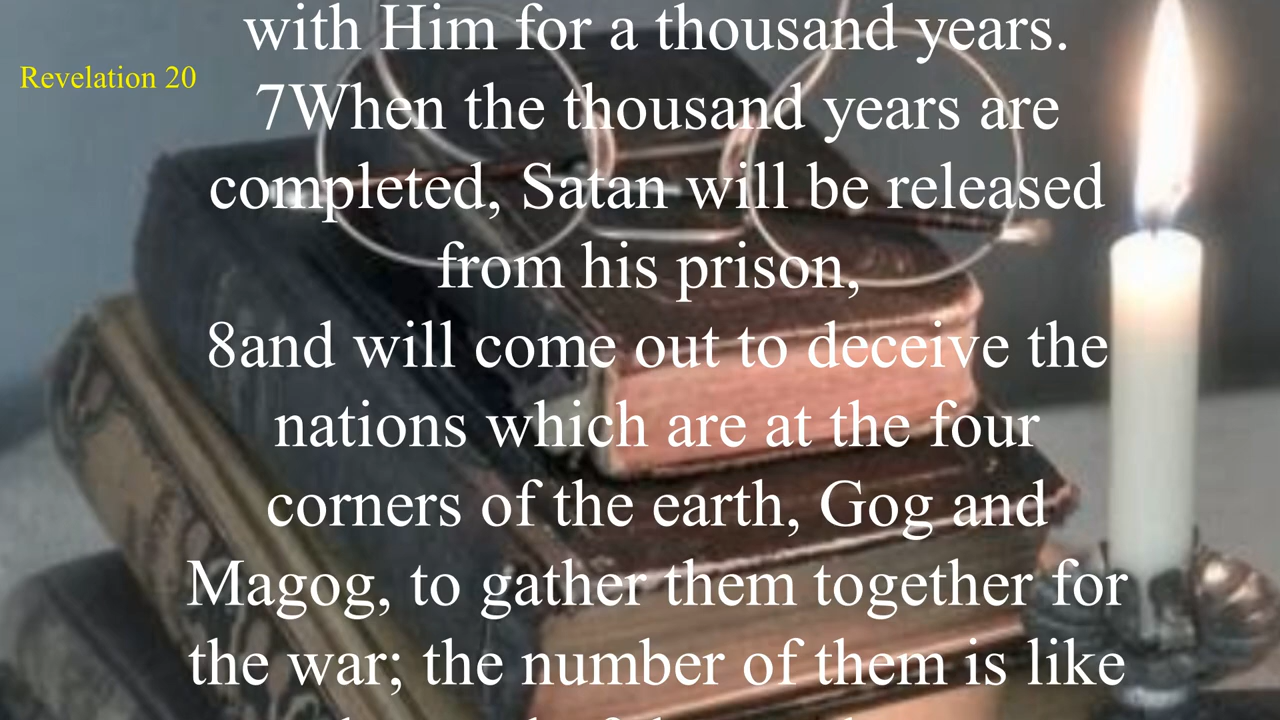 with Him for a thousand years.
Revelation 20
7When the thousand years are
completed, Satan will be released
from his prison,
8and will come out to deceive the
nations which are at the four
corners of the earth, Gog and
Magog, to gather them together for
the war; the number of them is like